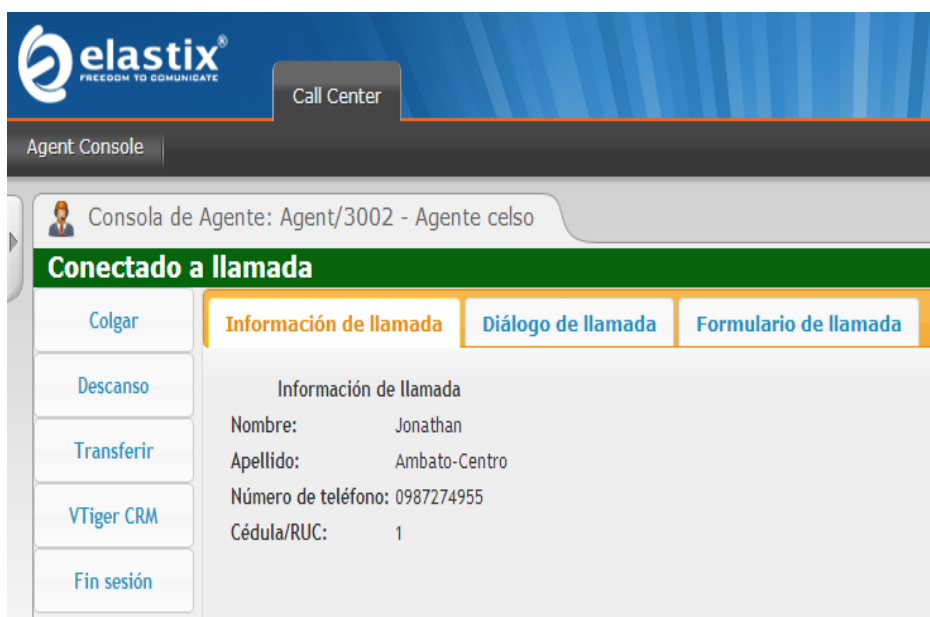 elastix®
FREEDOM TO COMUNICATE
Call Center
Agent Console
Consola de Agente: Agent/3002 - Agente celso
Conectado a llamada
Colgar
Descanso
Transferir
VTiger CRM
Fin sesión
Información de llamada
Diálogo de llamada
Formulario de llamada
Información de llamada
Nombre: Jonathan
Apellido: Ambato-Centro
Número de teléfono: 0987274955
Cédula/RUC: 1